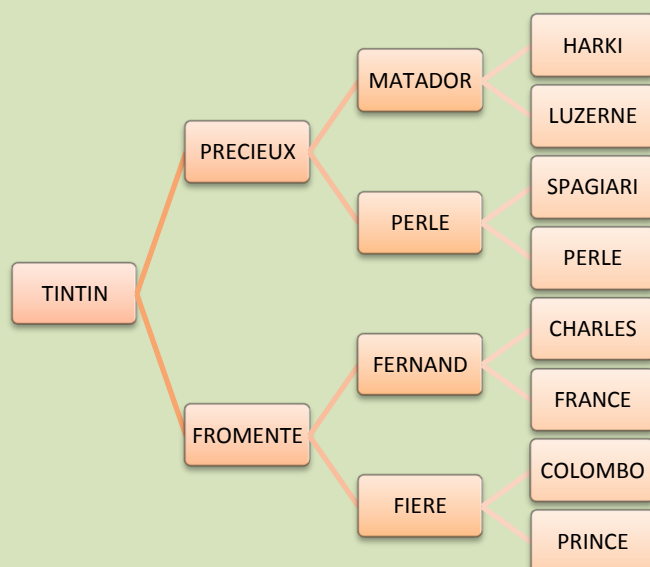 HARKI
MATADOR
LUZERNE
PRECIEUX
SPAGIARI
PERLE
PERLE
TINTIN
CHARLES
FERNAND
FRANCE
FROMENTE
COLOMBO
FIERE
PRINCE